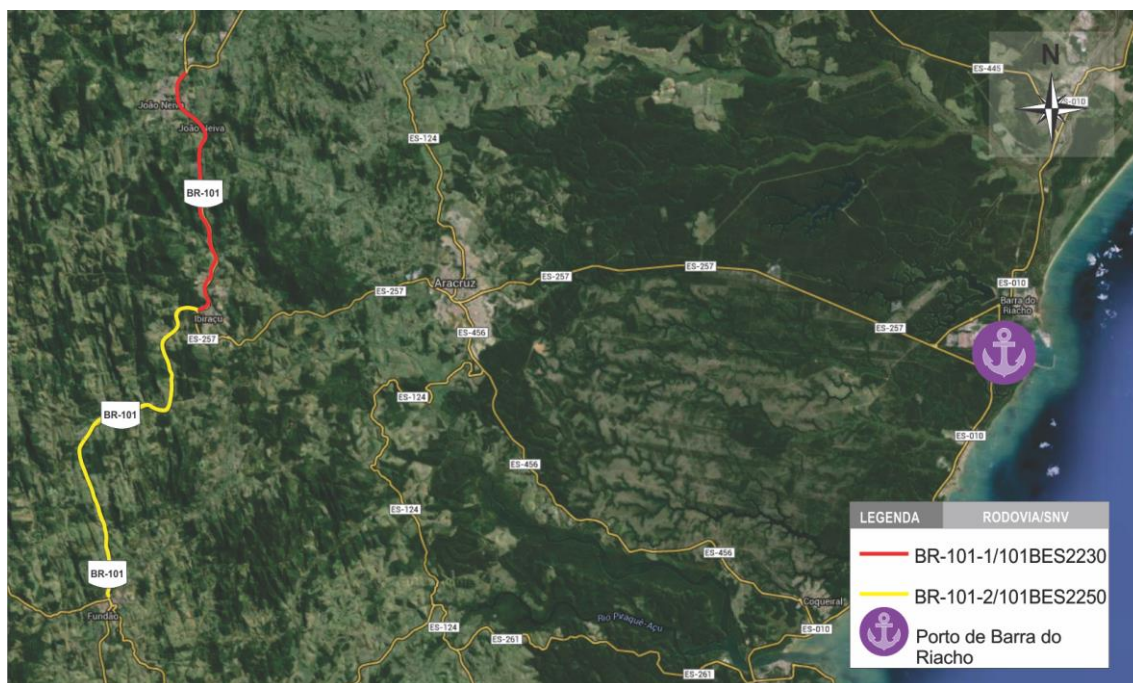 N
ES-445
-010
João Neiva
João Neiva
ES-124
BR-101
ES-257
ES-257
ES-257
Aracruz
ES-010
Barra do
Riacho
Ibiraçu
ES-257
ES-456
ES-257
ES-124
BR-101
ES-010
ES-456
ES-124
ES-456
BR-101
Fundão
Coqueiral
Rio Piraquê-Açu
ES-124
ES-010
ES-261
ES-261
LEGENDA
RODOVIA/SNV
BR-101-1/101BES2230
BR-101-2/101BES2250
Porto de Barra do
Riacho